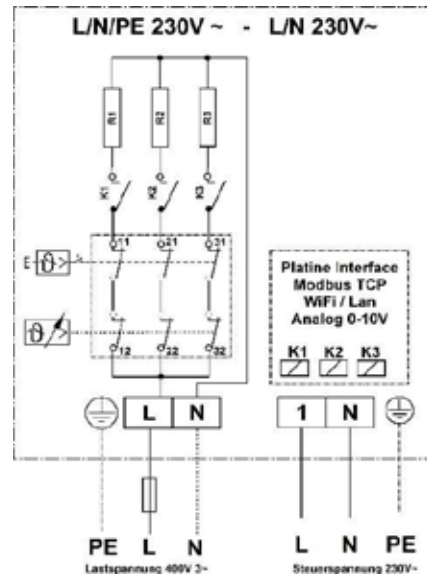 L/N/PE 230V ~ - L/N 230V~
R1 R2 R3
K1 K2 K3
11 21 31
E ϑ
ϑ
12 22 32
Platine Interface
Modbus TCP
WiFi / Lan
Analog 0-10V
K1 K2 K3
L N
1 N
PE L N
L N PE
Lastspannung 400V 3~
Steuerspannung 230V~